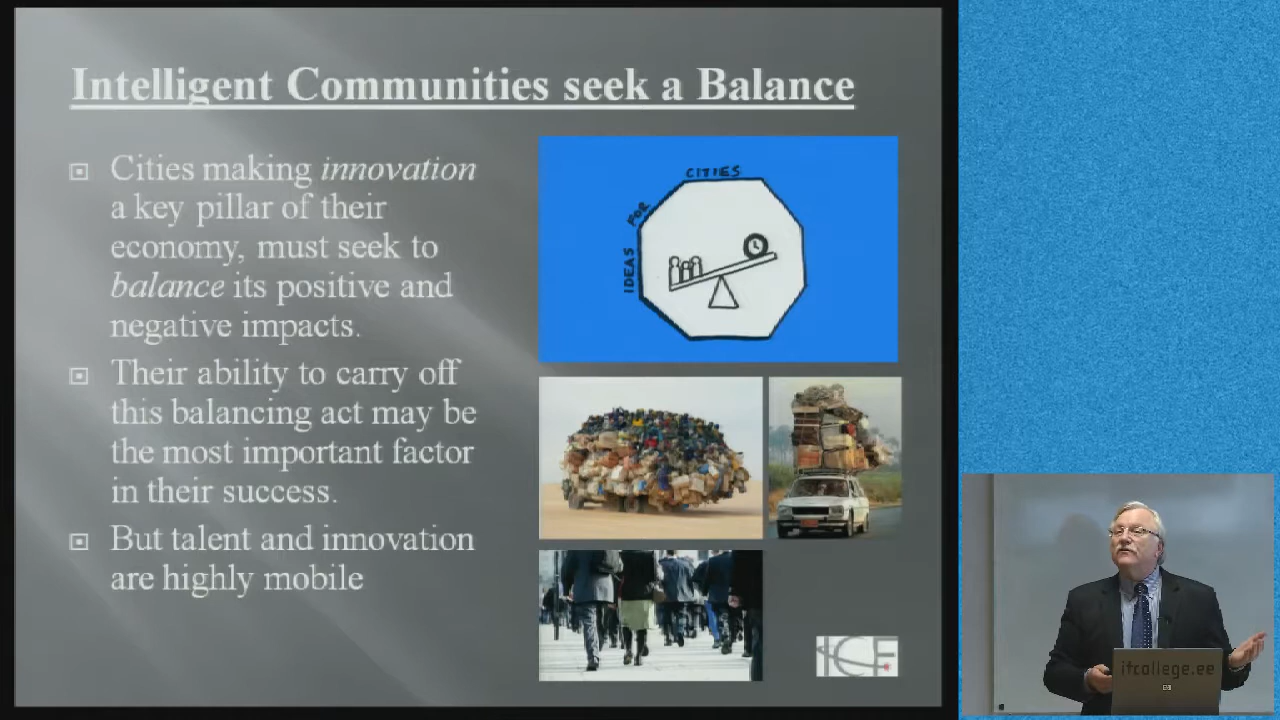 Intelligent Communities seek a Balance
Cities making innovation
a key pillar of their
economy, must seek to
balance its positive and
negative impacts.
Their ability to carry off
this balancing act may be
the most important factor
in their success.
But talent and innovation
are highly mobile
IDEAS FOR CITIES
ICF
itcollege.ee
hp